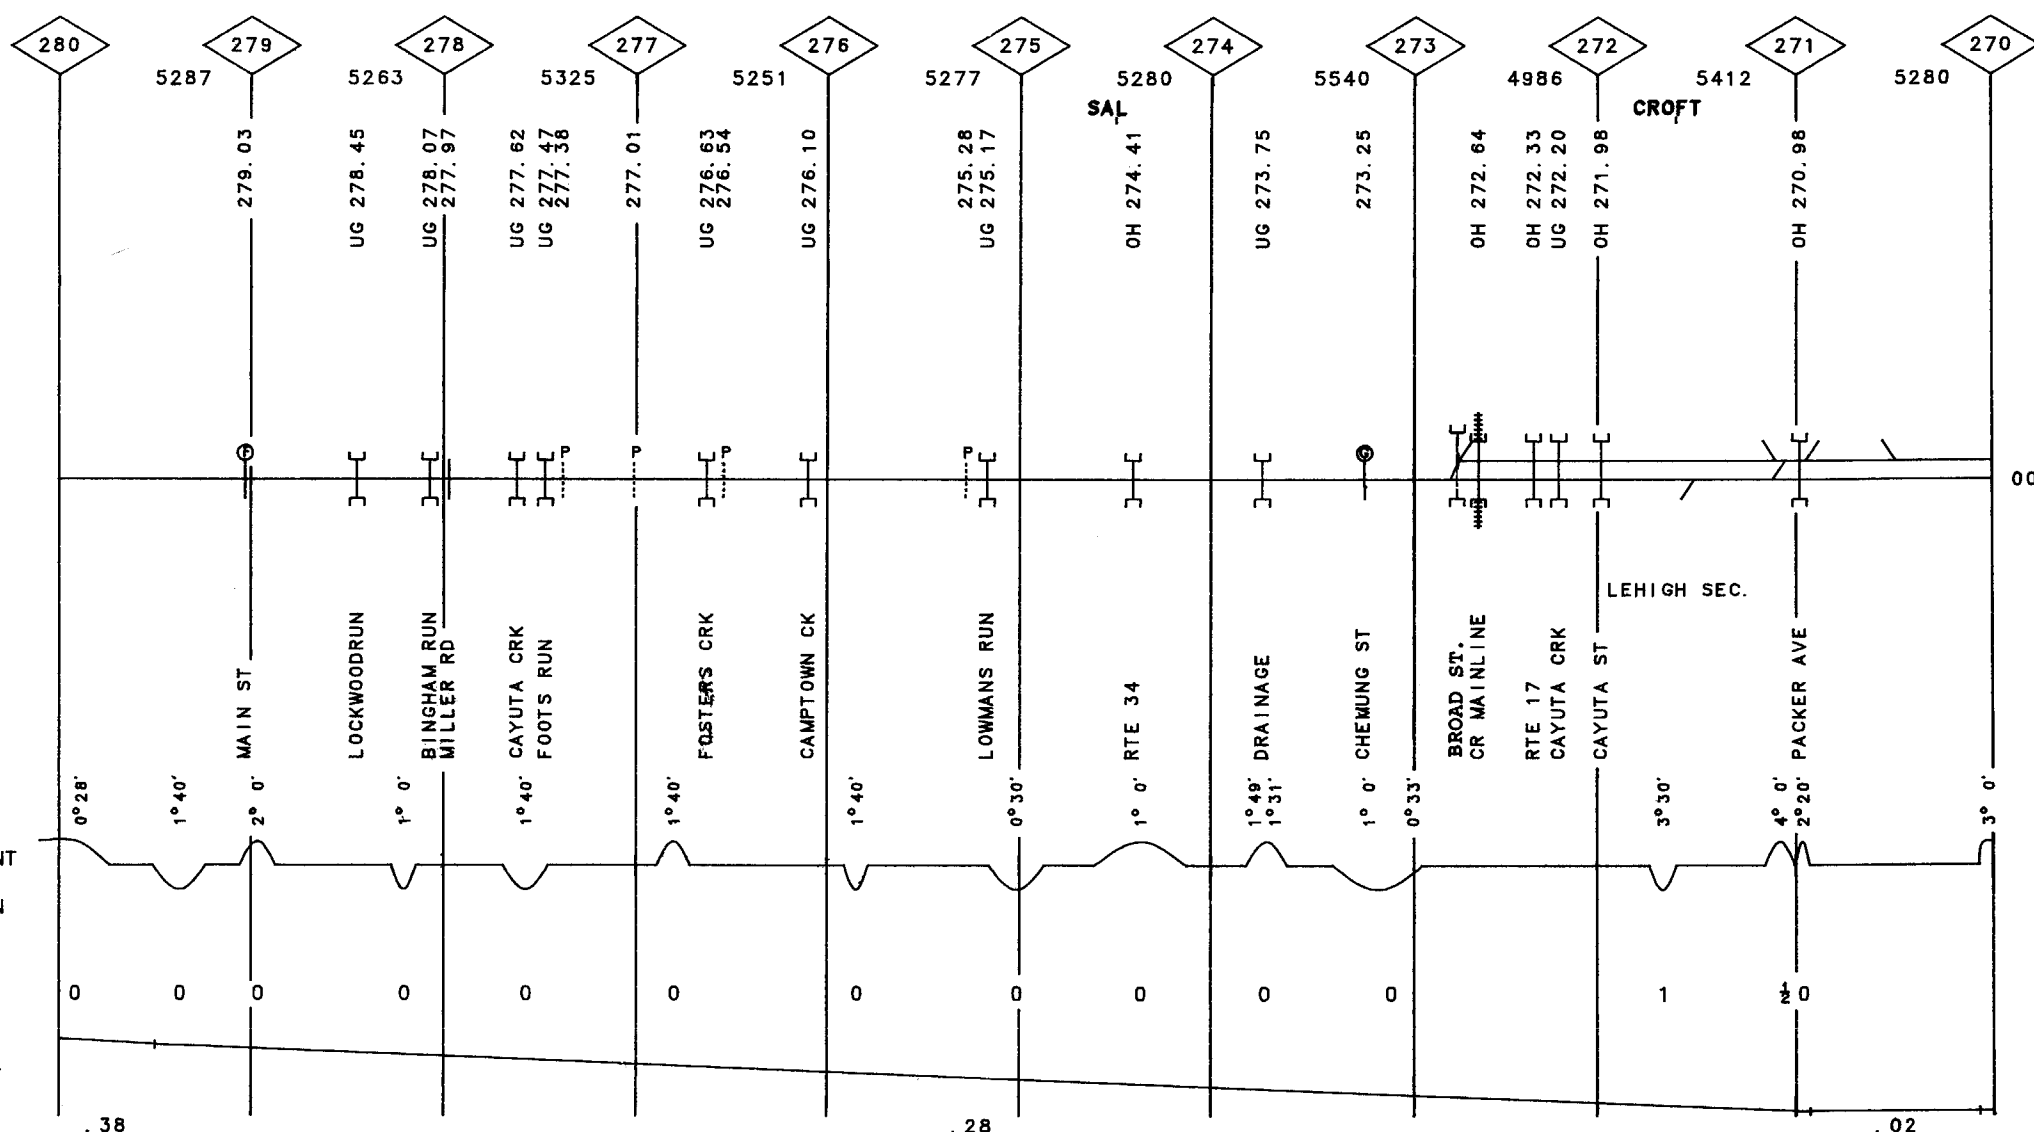 280 279 278 277 276 275 274 273 272 271 270
5287 5263 5325 5251 5277 5280 5540 4986 5412 5280
SAL CROFT
279.03
UG 278.45
UG 278.07
277.97
UG 277.62
UG 277.47
277.38
277.01
UG 276.63
276.54
UG 276.10
275.28
UG 275.17
OH 274.41
UG 273.75
273.25
OH 272.64
OH 272.33
UG 272.20
OH 271.98
OH 270.98
F P P P P G
00
LEHIGH SEC.
MAIN ST
LOCKWOODRUN
BINGHAM RUN
MILLER RD
CAYUTA CRK
FOOTS RUN
FOSTERS CRK
CAMPTOWN CK
LOWMANS RUN
RTE 34
DRAINAGE
CHEMUNG ST
BROAD ST.
CR MAINLINE
RTE 17
CAYUTA CRK
CAYUTA ST
PACKER AVE
0°28'
1°40'
2° 0'
1° 0'
1°40'
1°40'
1°40'
0°30'
1° 0'
1°49'
1°31'
1° 0'
0°33'
3°30'
4° 0'
2°20'
3° 0'
NT
0 0 0 0 0 0 0 0 0 0 0 1 ½ 0
.38 .28 .02